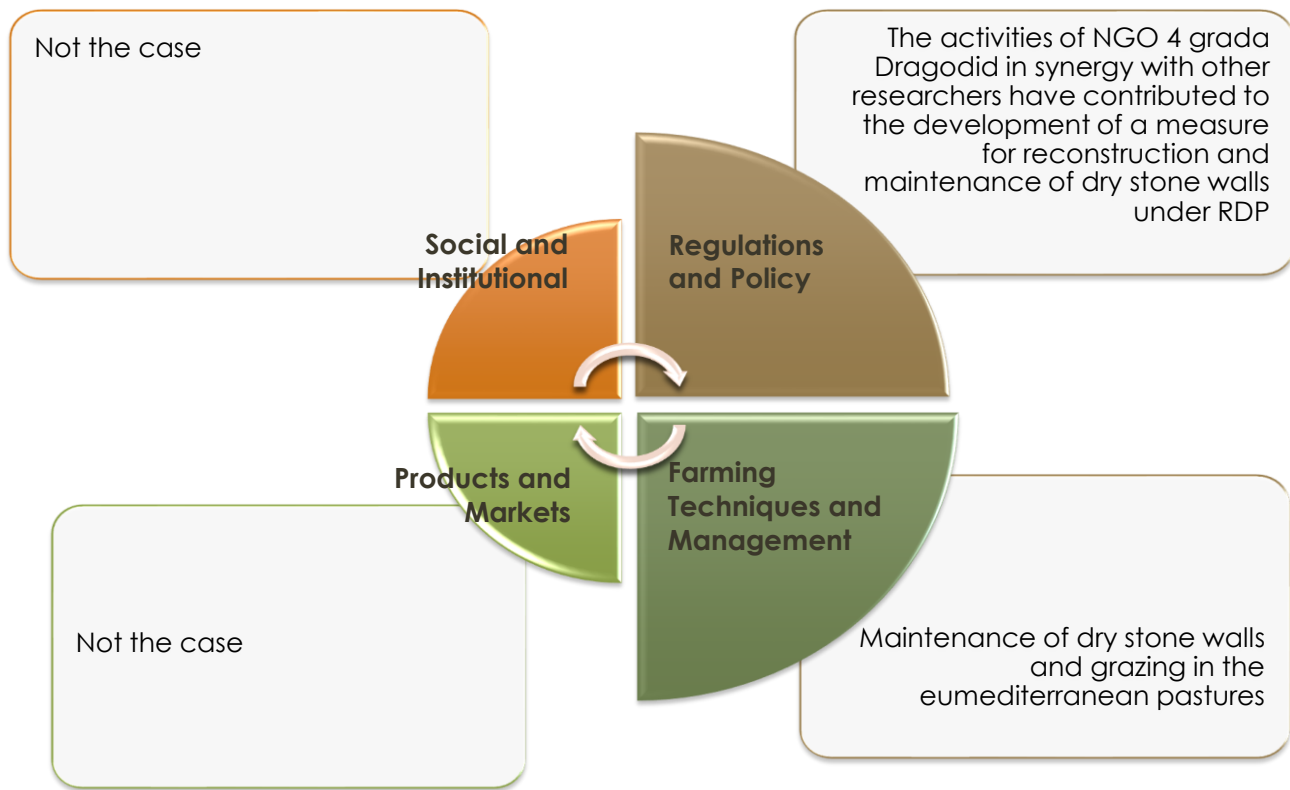 Not the case
The activities of NGO 4 grada
Dragodid in synergy with other
researchers have contributed to
the development of a measure
for reconstruction and
maintenance of dry stone walls
under RDP
Social and
Institutional
Regulations
and Policy
Products and
Markets
Farming
Techniques and
Management
Not the case
Maintenance of dry stone walls
and grazing in the
eumediterranean pastures